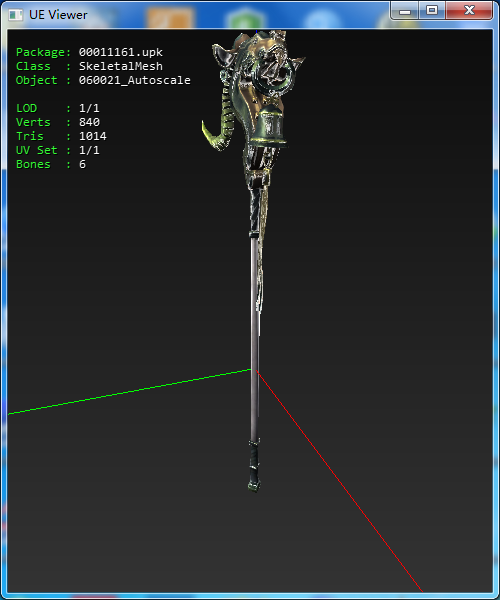 UE Viewer
Package: 00011161.upk
Class : SkeletalMesh
Object : 060021_Autoscale
LOD : 1/1
Verts : 840
Tris : 1014
UV Set : 1/1
Bones : 6